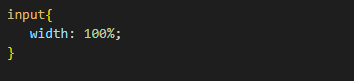 input{
width: 100%;
}